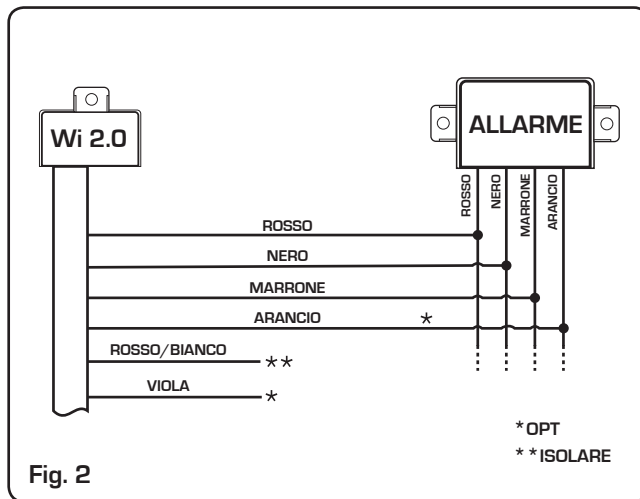 Wi 2.0
ALLARME
ROSSO
NERO
MARRONE
ARANCIO
ROSSO
NERO
MARRONE
ARANCIO *
ROSSO/BIANCO **
VIOLA *
*OPT
**ISOLARE
Fig. 2